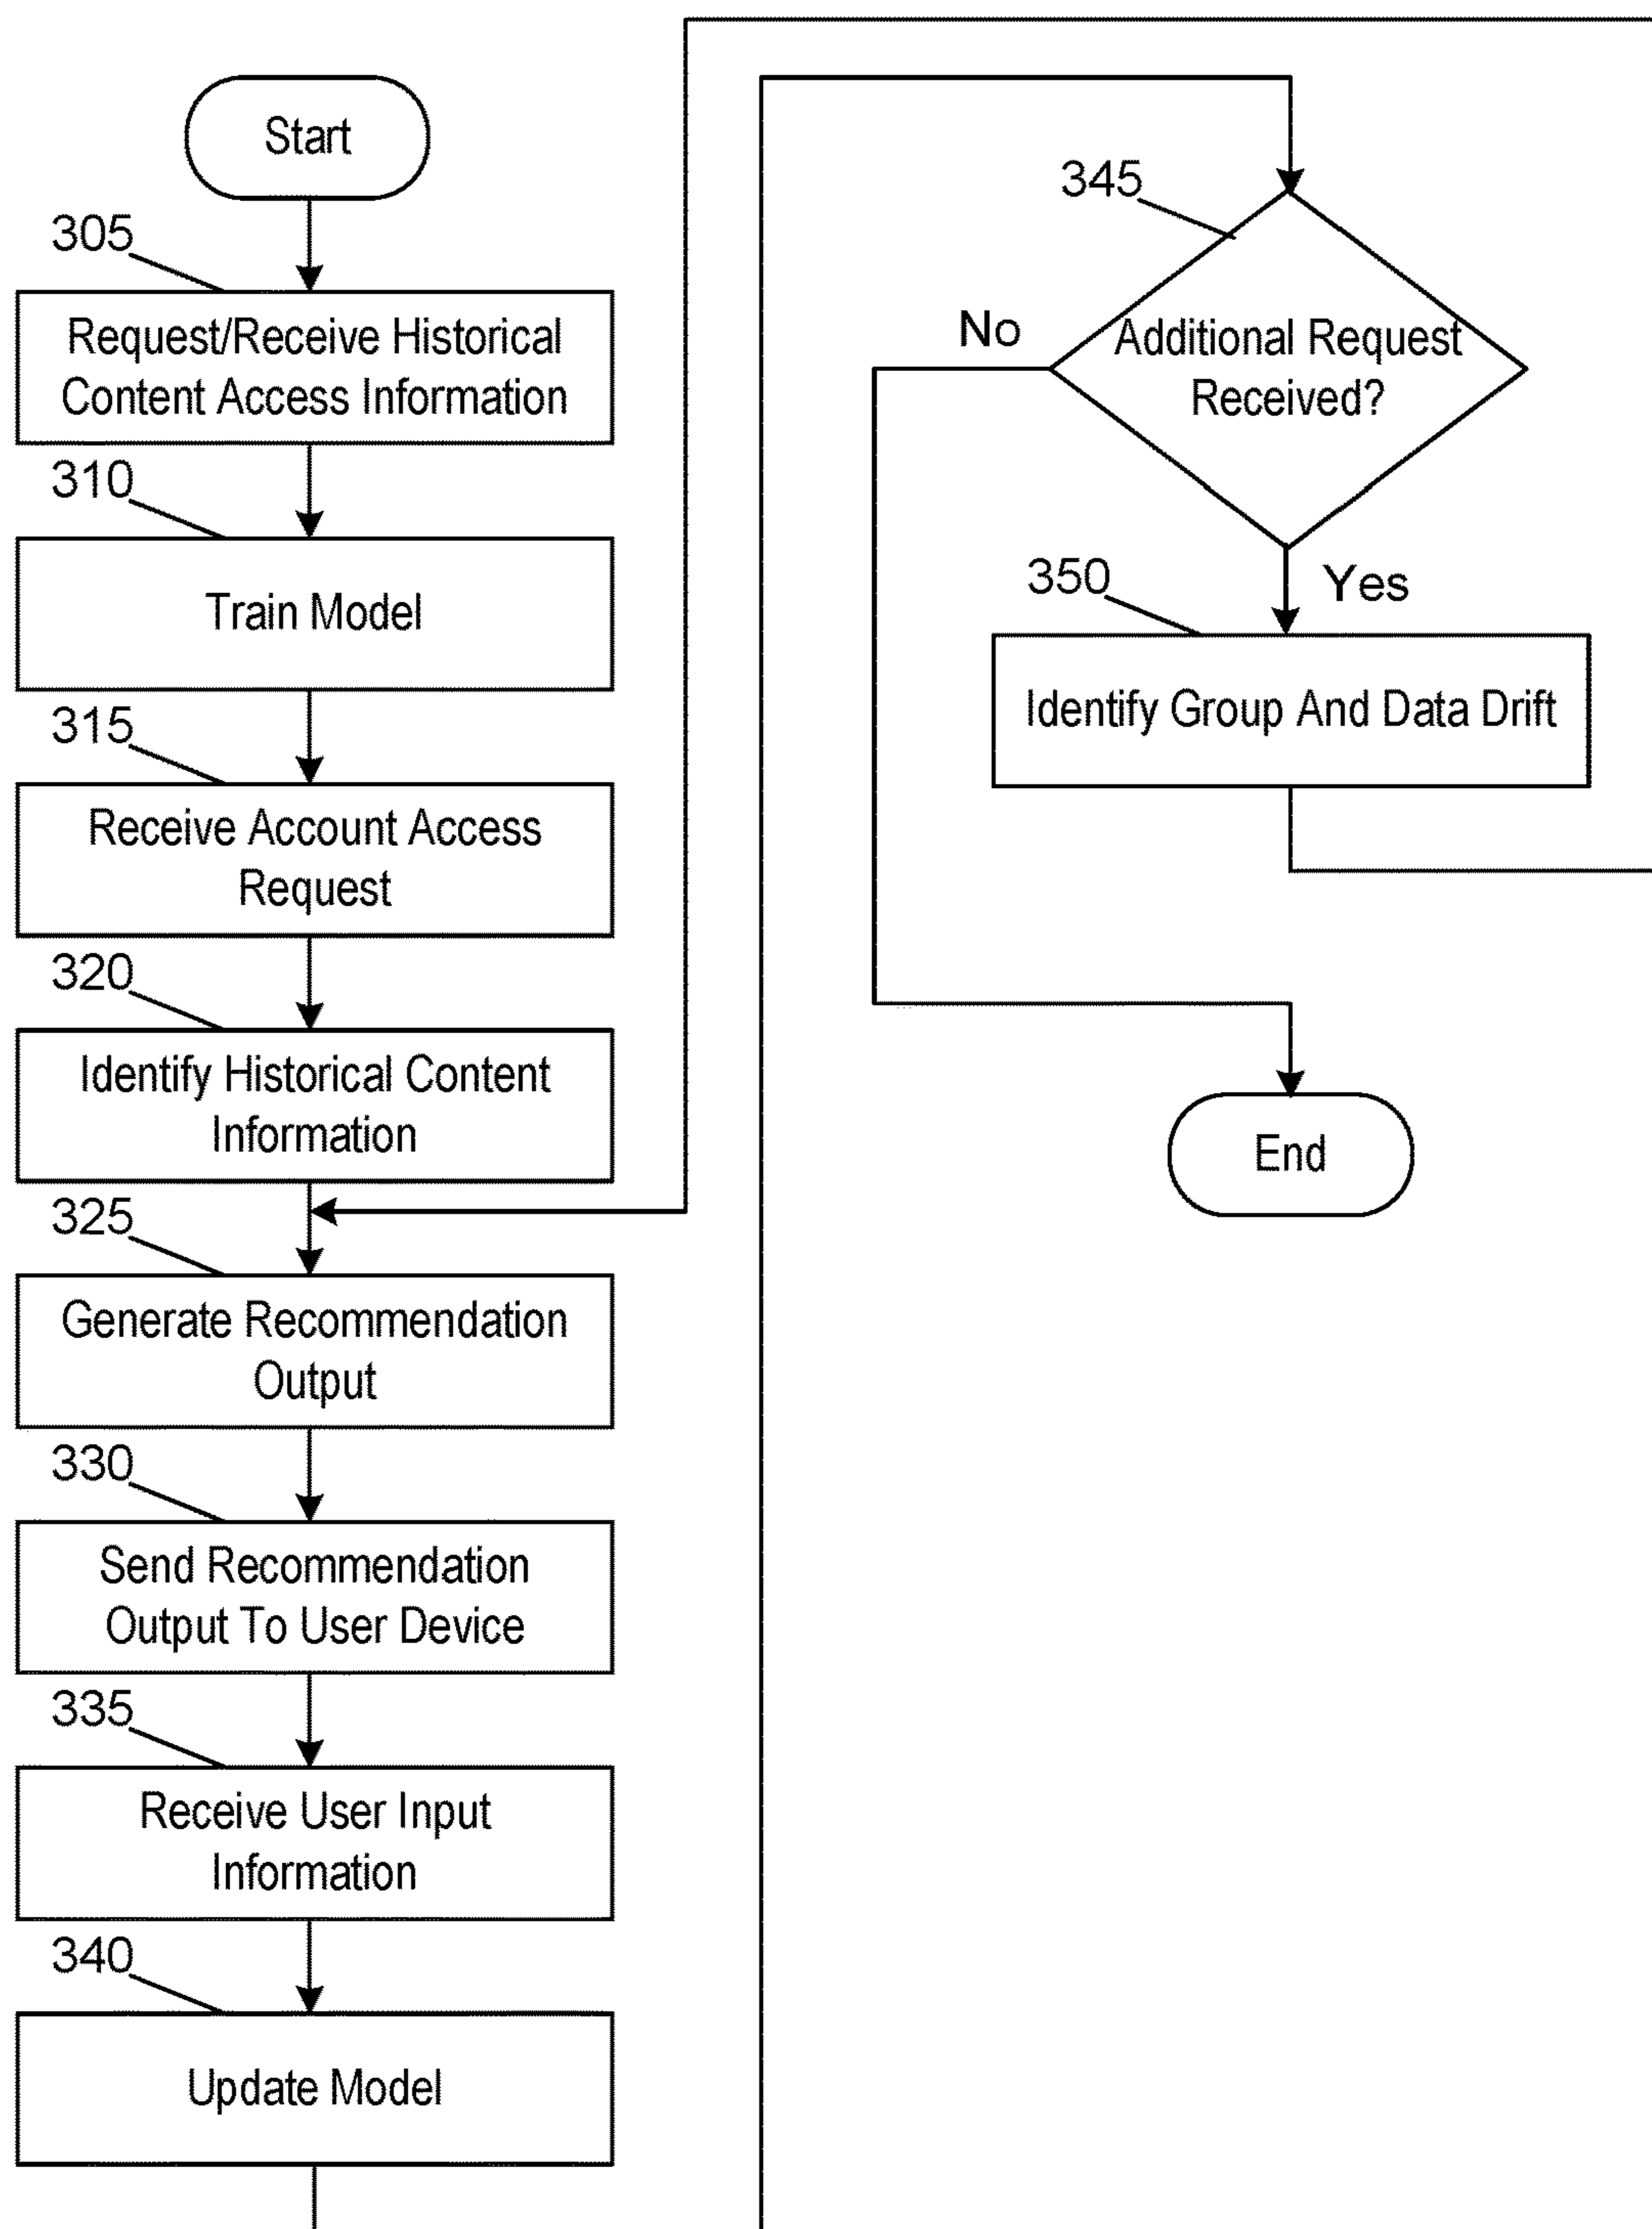 Start
305
Request/Receive Historical
Content Access Information
310
Train Model
315
Receive Account Access
Request
320
Identify Historical Content
Information
325
Generate Recommendation
Output
330
Send Recommendation
Output To User Device
335
Receive User Input
Information
340
Update Model
345
Additional Request
Received?
No
Yes
350
Identify Group And Data Drift
End